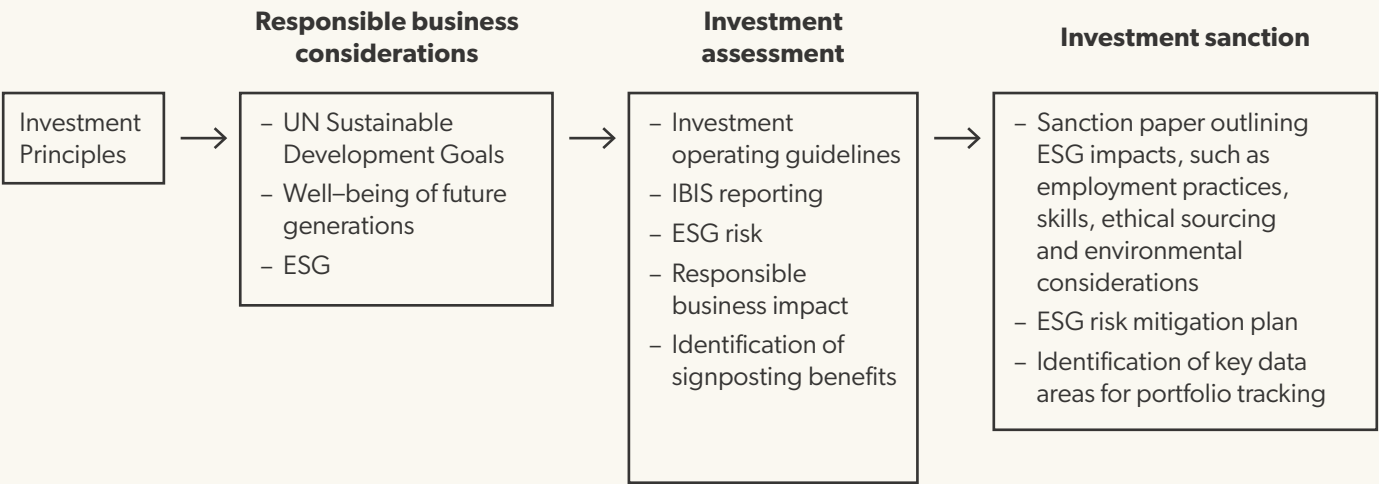 Responsible business
considerations
Investment
assessment
Investment sanction
Investment
Principles
– UN Sustainable
Development Goals
– Well–being of future
generations
– ESG
– Investment
operating guidelines
– IBIS reporting
– ESG risk
– Responsible
business impact
– Identification of
signposting benefits
– Sanction paper outlining
ESG impacts, such as
employment practices,
skills, ethical sourcing
and environmental
considerations
– ESG risk mitigation plan
– Identification of key data
areas for portfolio tracking